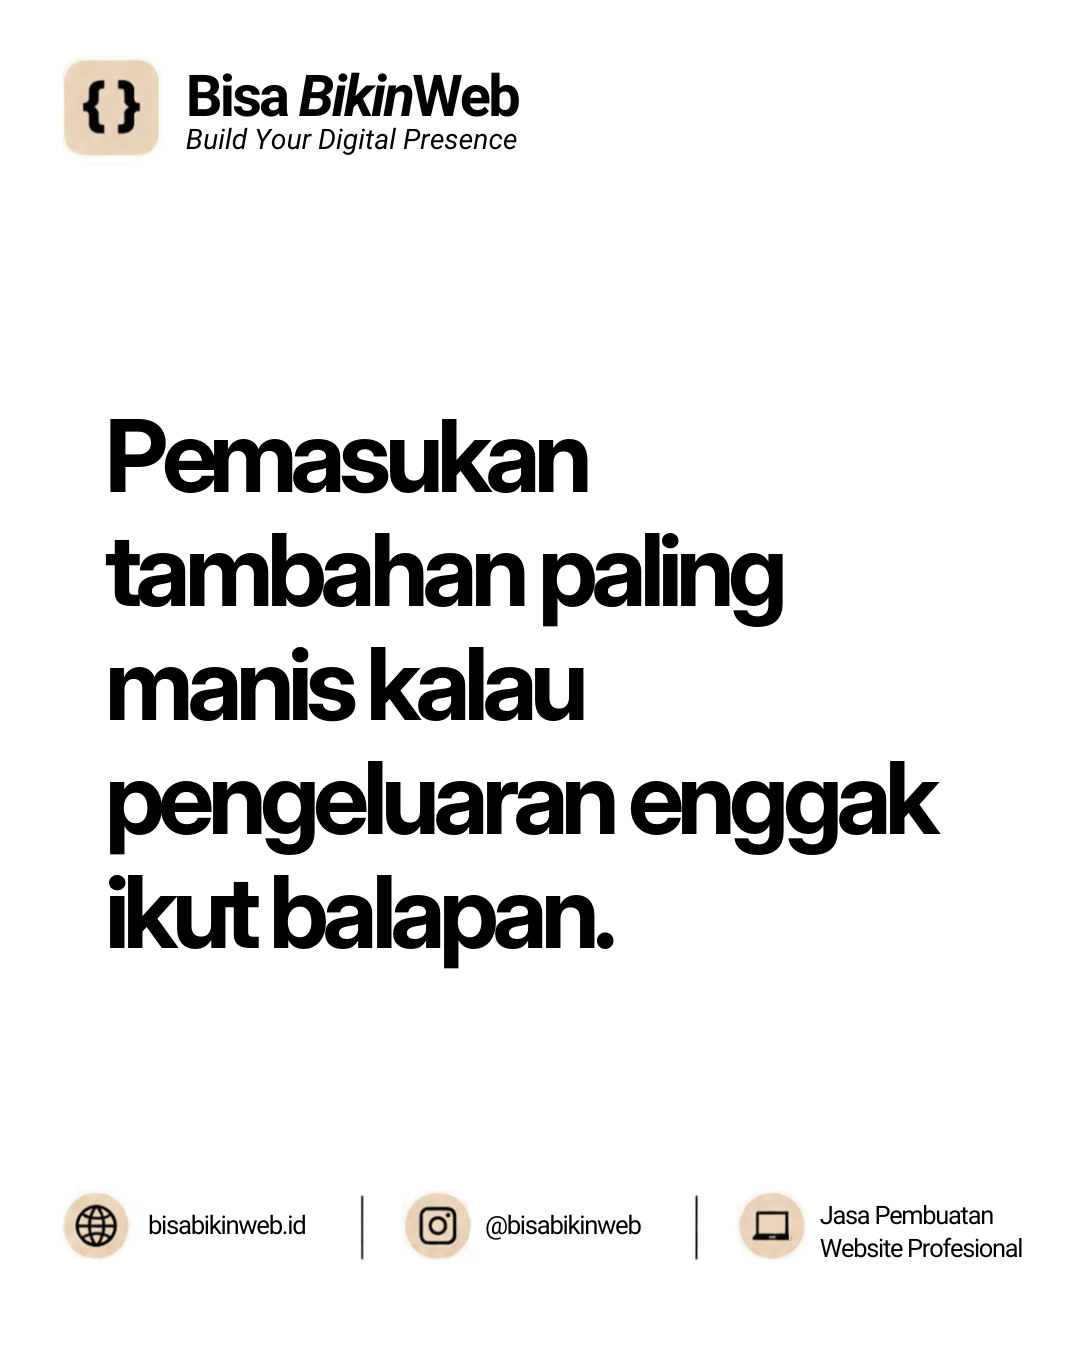 { }
Bisa BikinWeb
Build Your Digital Presence
Pemasukan
tambahan paling
manis kalau
pengeluaran enggak
ikut balapan.
bisabikinweb.id
@bisabikinweb
Jasa Pembuatan
Website Profesional